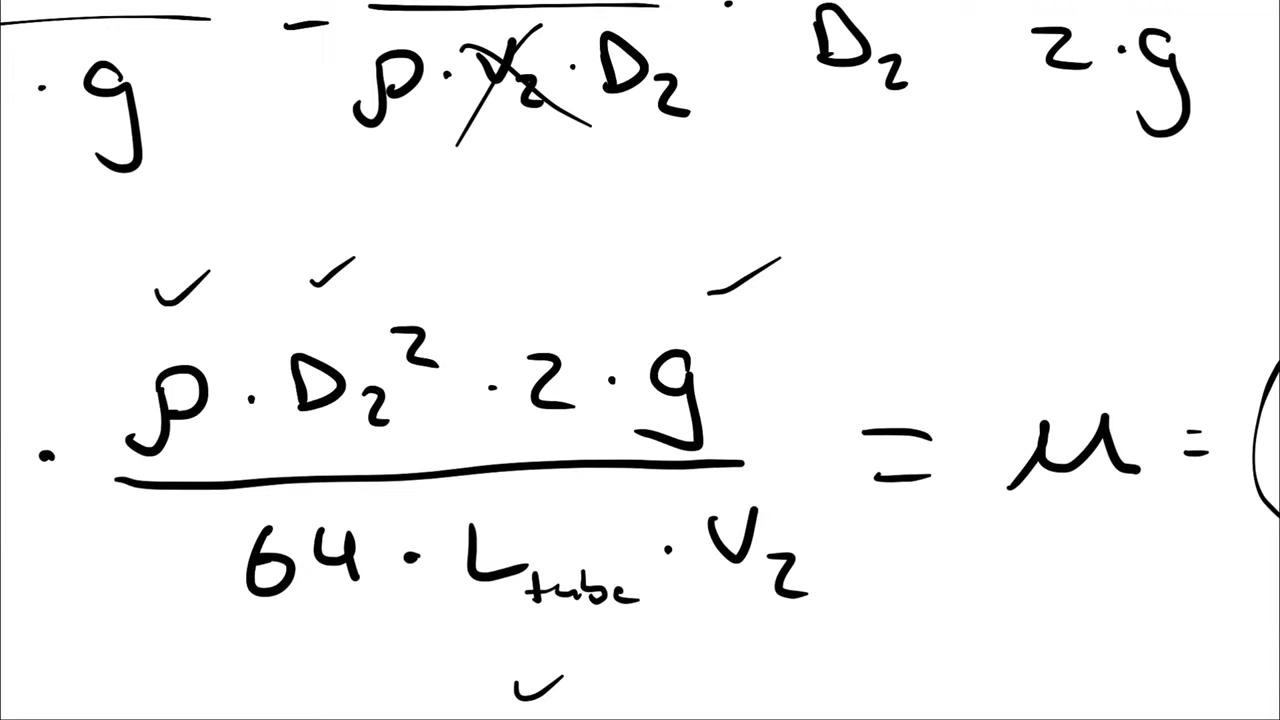 · g - ρ · V₂ · D₂ · D₂ 2 · g
· ρ · D₂² · 2 · g = μ =
64 · L_tube · V₂